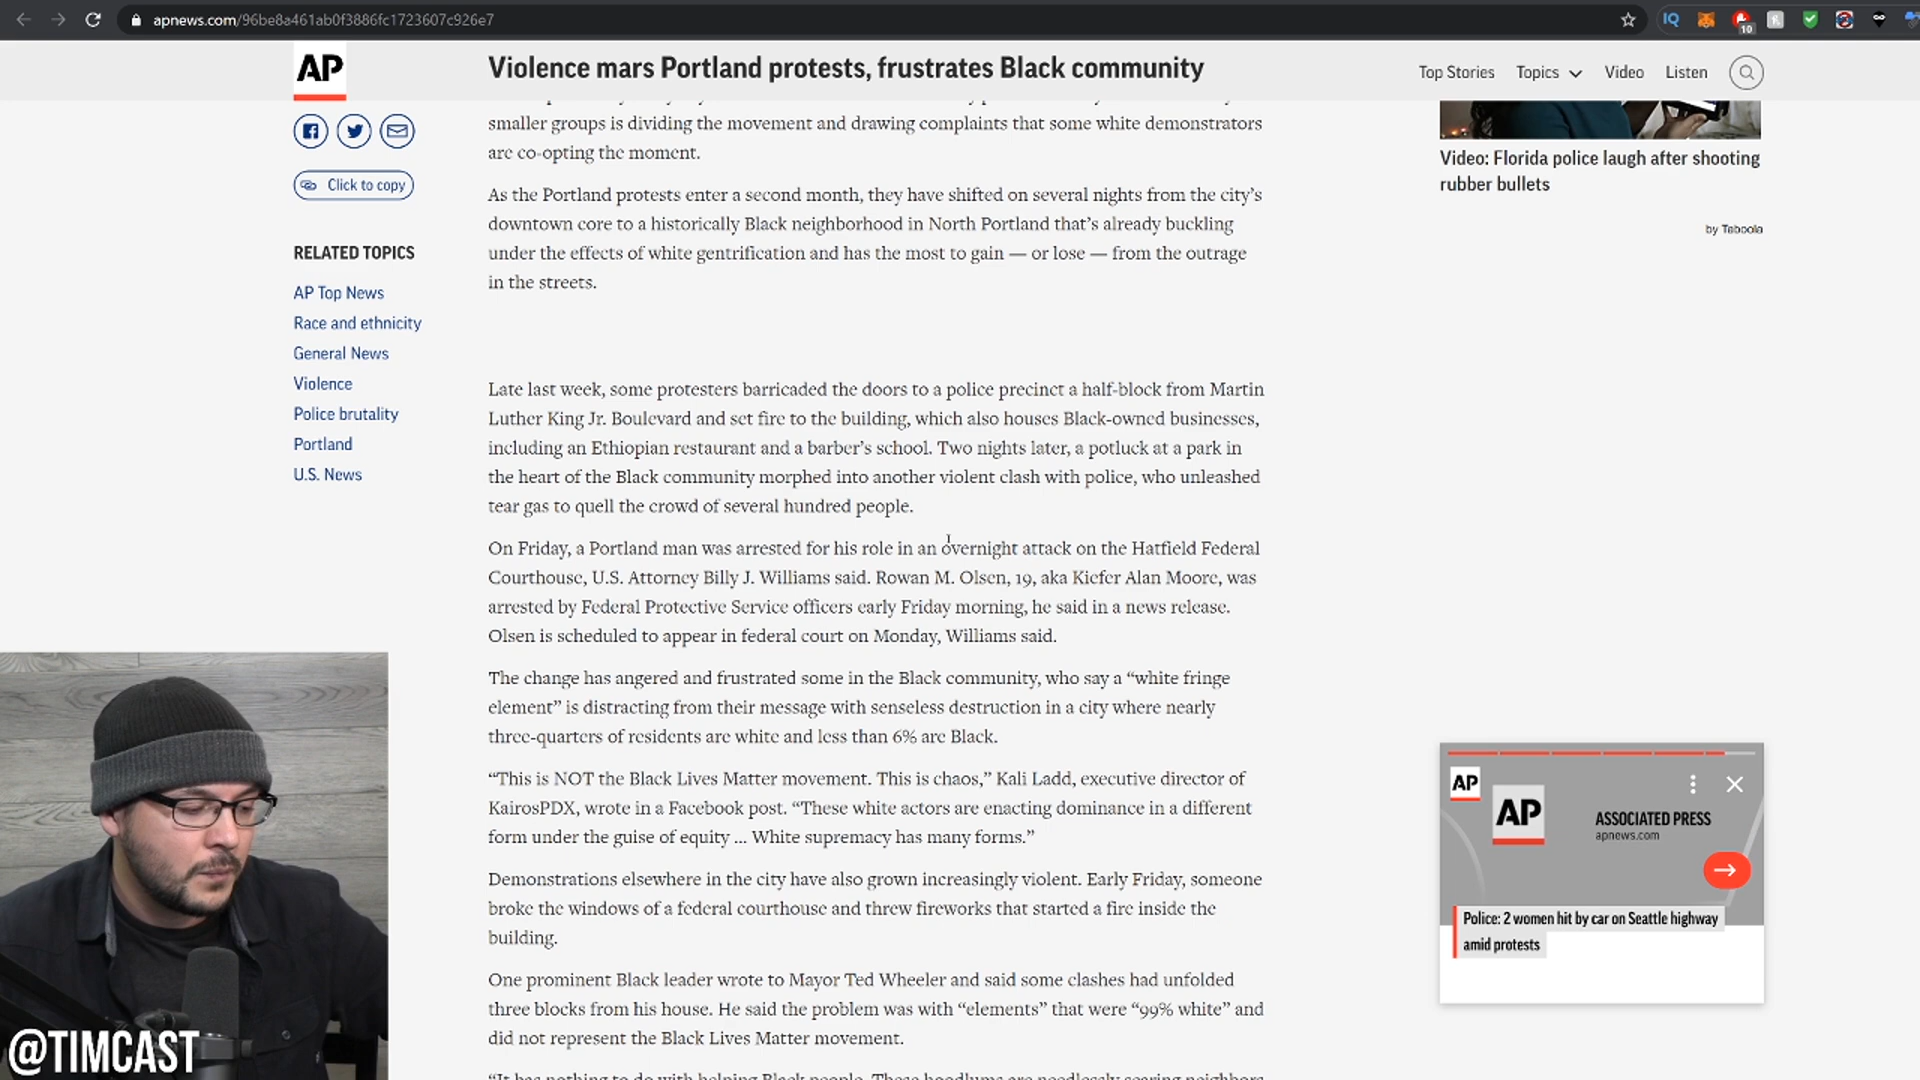 apnews.com/96be8a461ab0f3886fc1723607c926e7
IQ
10
AP
Violence mars Portland protests, frustrates Black community
Top Stories
Topics
Video
Listen
smaller groups is dividing the movement and drawing complaints that some white demonstrators
are co-opting the moment.
Click to copy
As the Portland protests enter a second month, they have shifted on several nights from the city's
downtown core to a historically Black neighborhood in North Portland that's already buckling
under the effects of white gentrification and has the most to gain — or lose — from the outrage
in the streets.
Video: Florida police laugh after shooting
rubber bullets
by Taboola
RELATED TOPICS
AP Top News
Race and ethnicity
General News
Violence
Police brutality
Portland
U.S. News
Late last week, some protesters barricaded the doors to a police precinct a half-block from Martin
Luther King Jr. Boulevard and set fire to the building, which also houses Black-owned businesses,
including an Ethiopian restaurant and a barber's school. Two nights later, a potluck at a park in
the heart of the Black community morphed into another violent clash with police, who unleashed
tear gas to quell the crowd of several hundred people.
On Friday, a Portland man was arrested for his role in an overnight attack on the Hatfield Federal
Courthouse, U.S. Attorney Billy J. Williams said. Rowan M. Olsen, 19, aka Kiefer Alan Moore, was
arrested by Federal Protective Service officers early Friday morning, he said in a news release.
Olsen is scheduled to appear in federal court on Monday, Williams said.
The change has angered and frustrated some in the Black community, who say a “white fringe
element” is distracting from their message with senseless destruction in a city where nearly
three-quarters of residents are white and less than 6% are Black.
“This is NOT the Black Lives Matter movement. This is chaos,” Kali Ladd, executive director of
KairosPDX, wrote in a Facebook post. “These white actors are enacting dominance in a different
form under the guise of equity ... White supremacy has many forms.”
Demonstrations elsewhere in the city have also grown increasingly violent. Early Friday, someone
broke the windows of a federal courthouse and threw fireworks that started a fire inside the
building.
One prominent Black leader wrote to Mayor Ted Wheeler and said some clashes had unfolded
three blocks from his house. He said the problem was with “elements” that were “99% white” and
did not represent the Black Lives Matter movement.
“It has nothing to do with helping Black people. These hoodlums are needlessly scaring neighbors
AP
AP
ASSOCIATED PRESS
apnews.com
Police: 2 women hit by car on Seattle highway
amid protests
@TIMCAST